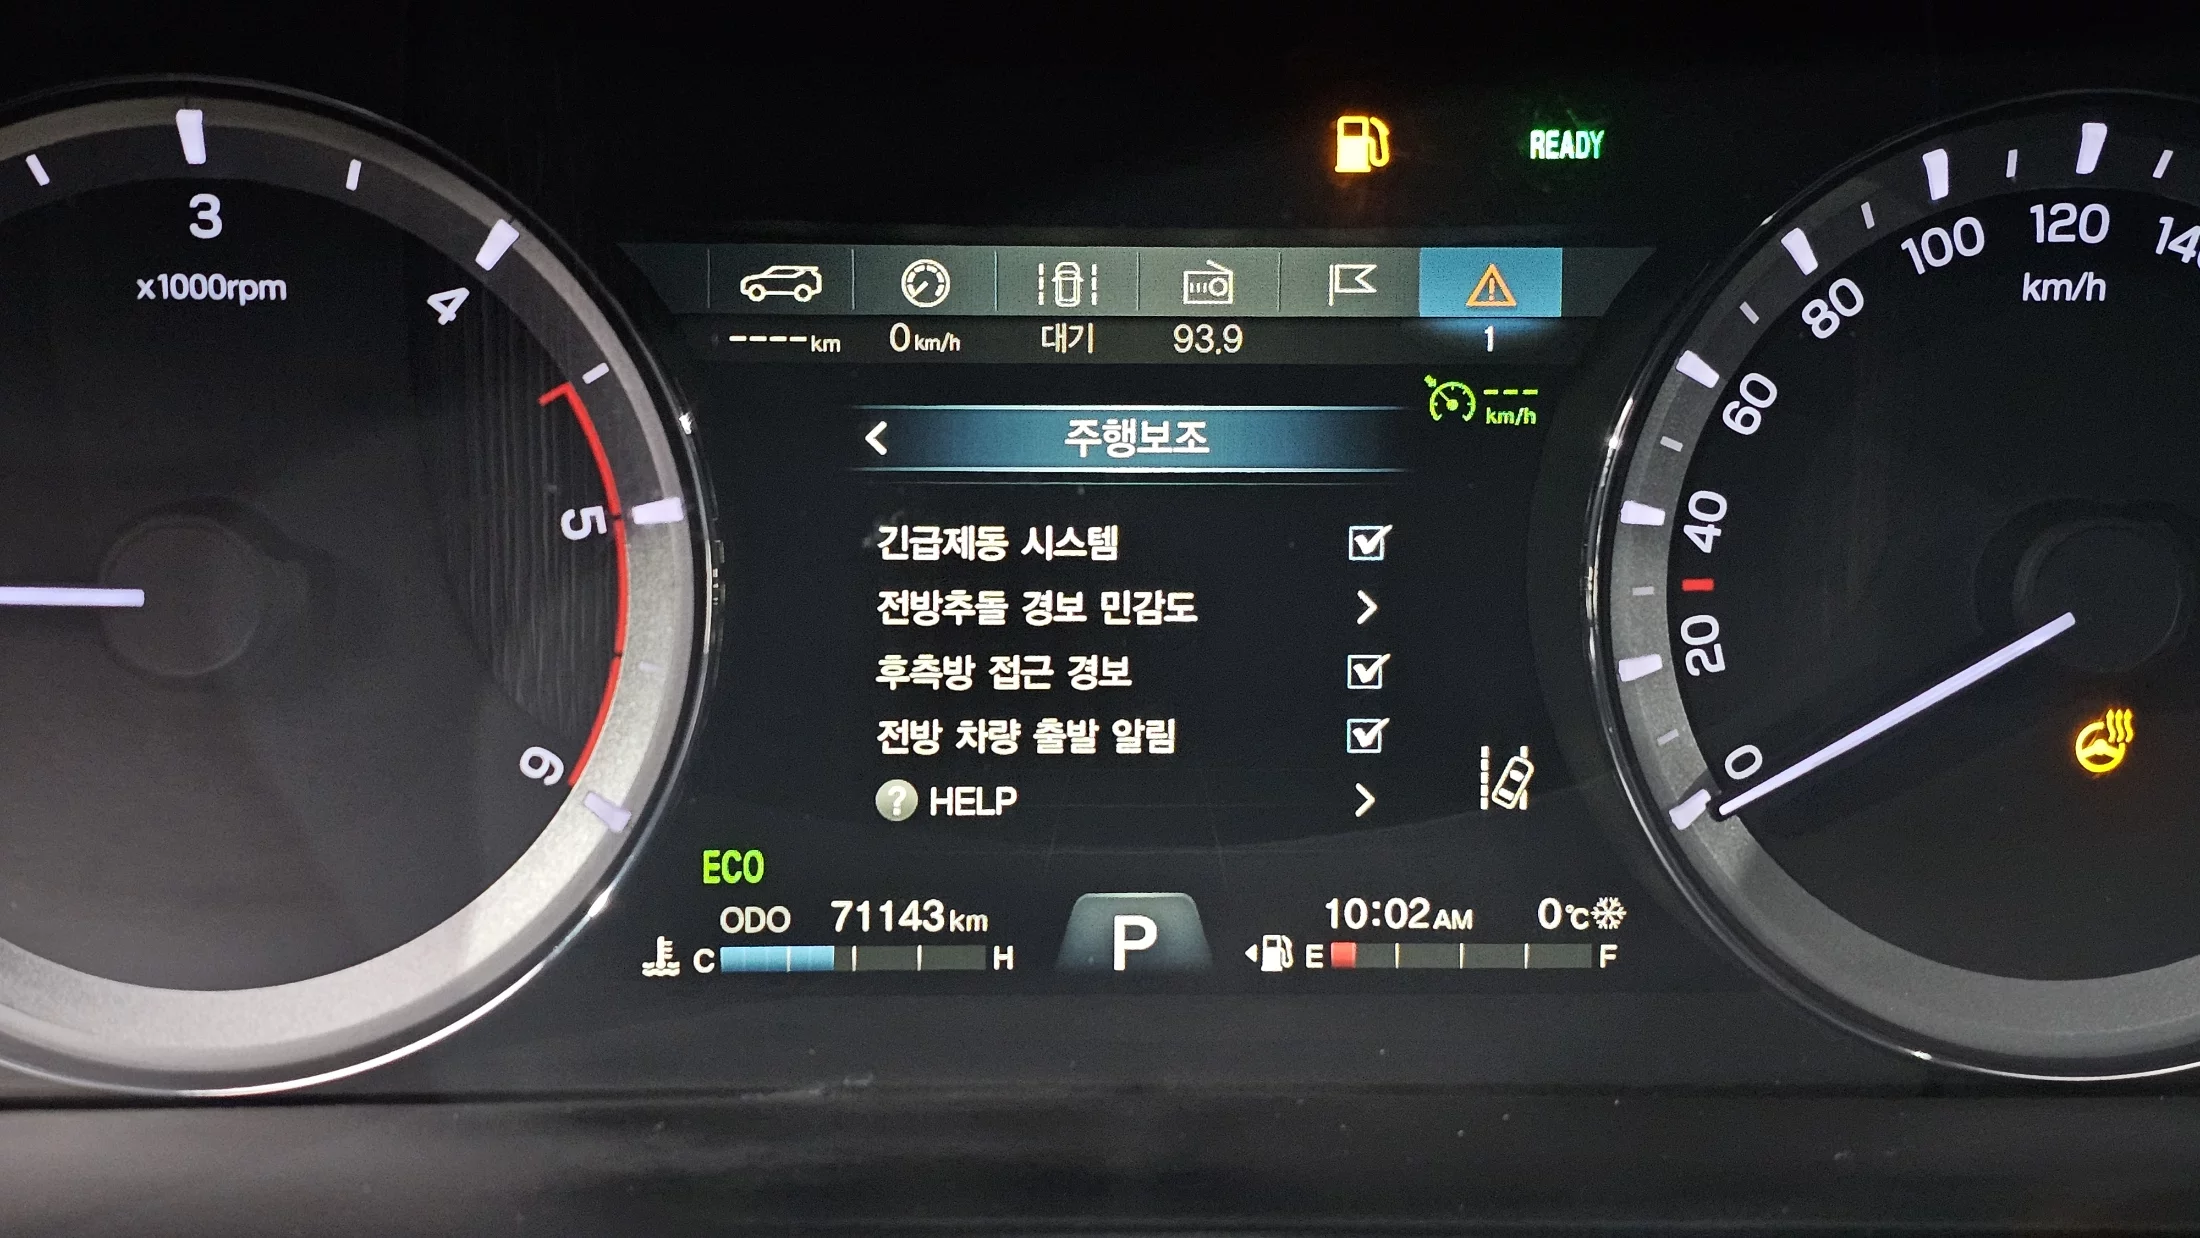 READY
3
x1000rpm
4
5
6
----km
0km/h
대기
93.9
1
---
km/h
주행보조
긴급제동 시스템
전방추돌 경보 민감도
후측방 접근 경보
전방 차량 출발 알림
? HELP
ECO
ODO 71143km
C H
P
10:02AM 0℃
E F
0
20
40
60
80
100
120
km/h